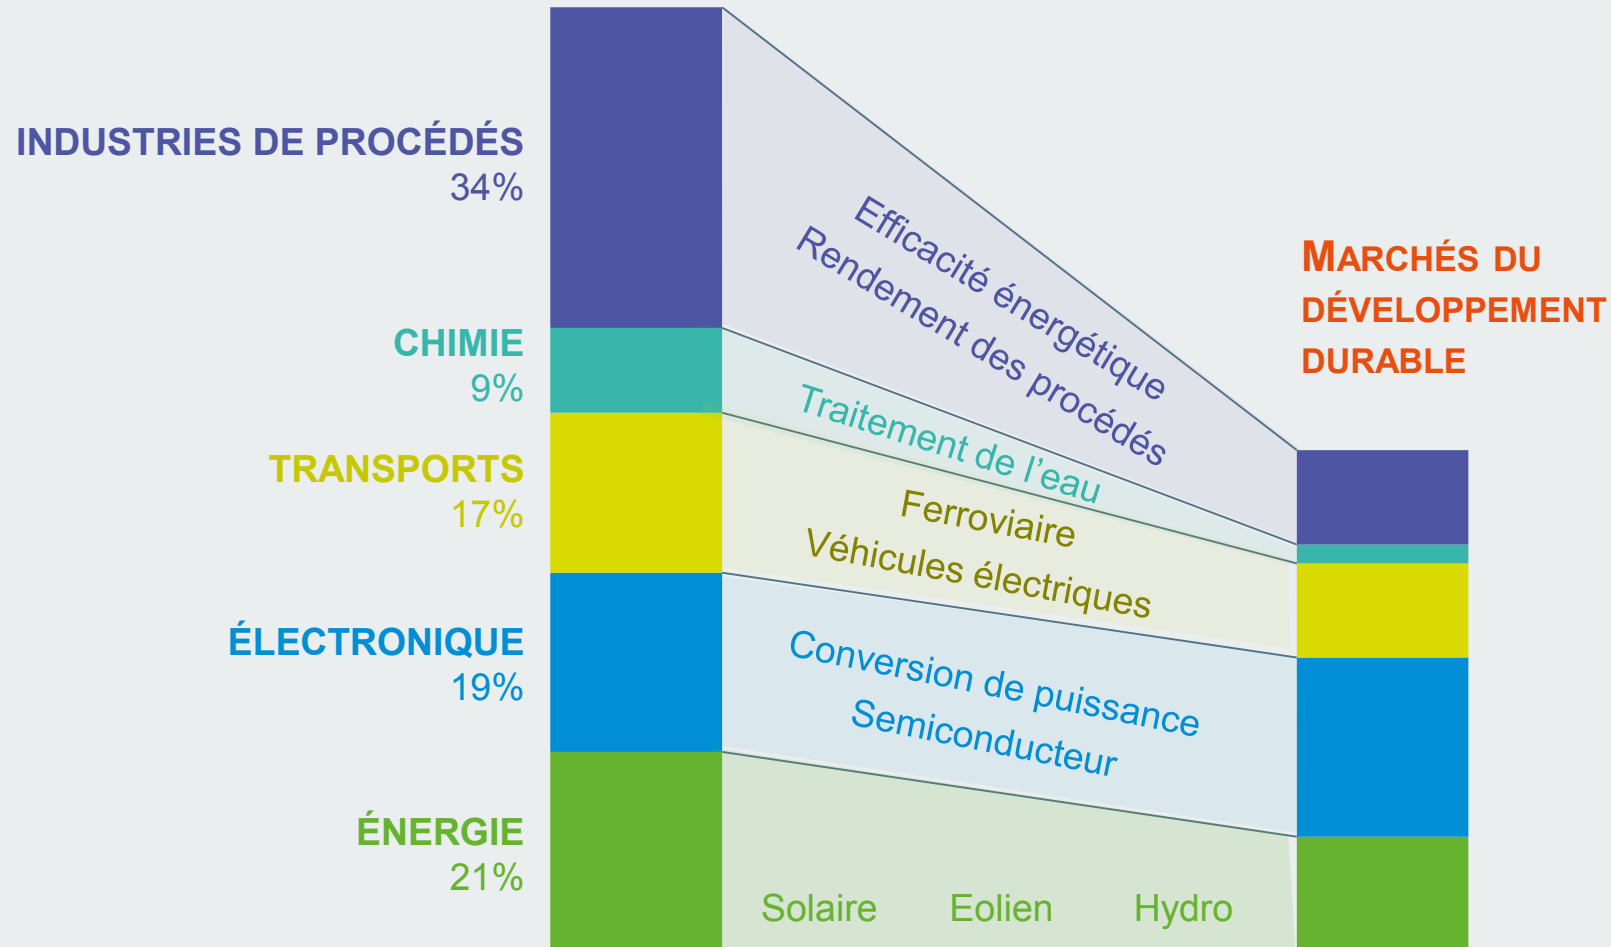 INDUSTRIES DE PROCÉDÉS
34%
CHIMIE
9%
TRANSPORTS
17%
ÉLECTRONIQUE
19%
ÉNERGIE
21%
Efficacité énergétique
Rendement des procédés
Traitement de l’eau
Ferroviaire
Véhicules électriques
Conversion de puissance
Semiconducteur
Solaire Eolien Hydro
MARCHÉS DU
DÉVELOPPEMENT
DURABLE